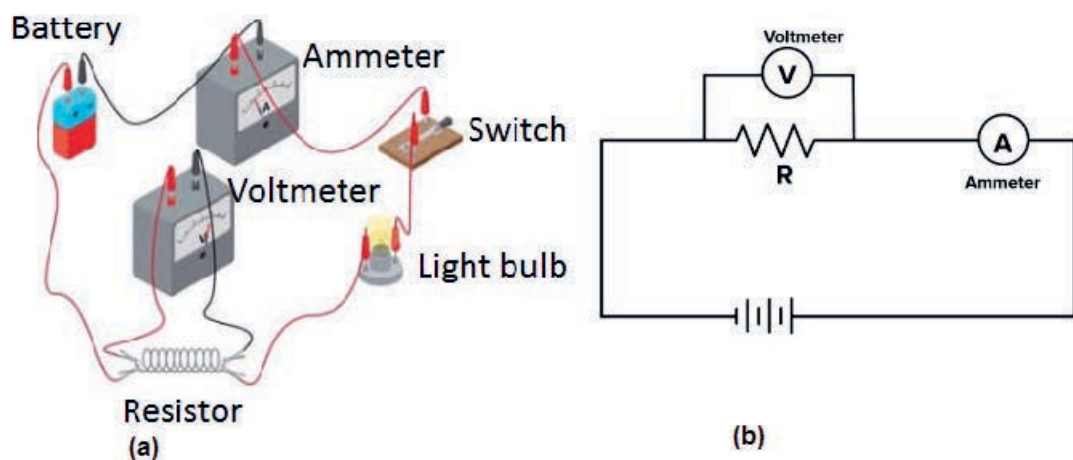 Battery
Ammeter
Switch
Voltmeter
Light bulb
Resistor
(a)
Voltmeter
V
R
A
Ammeter
(b)